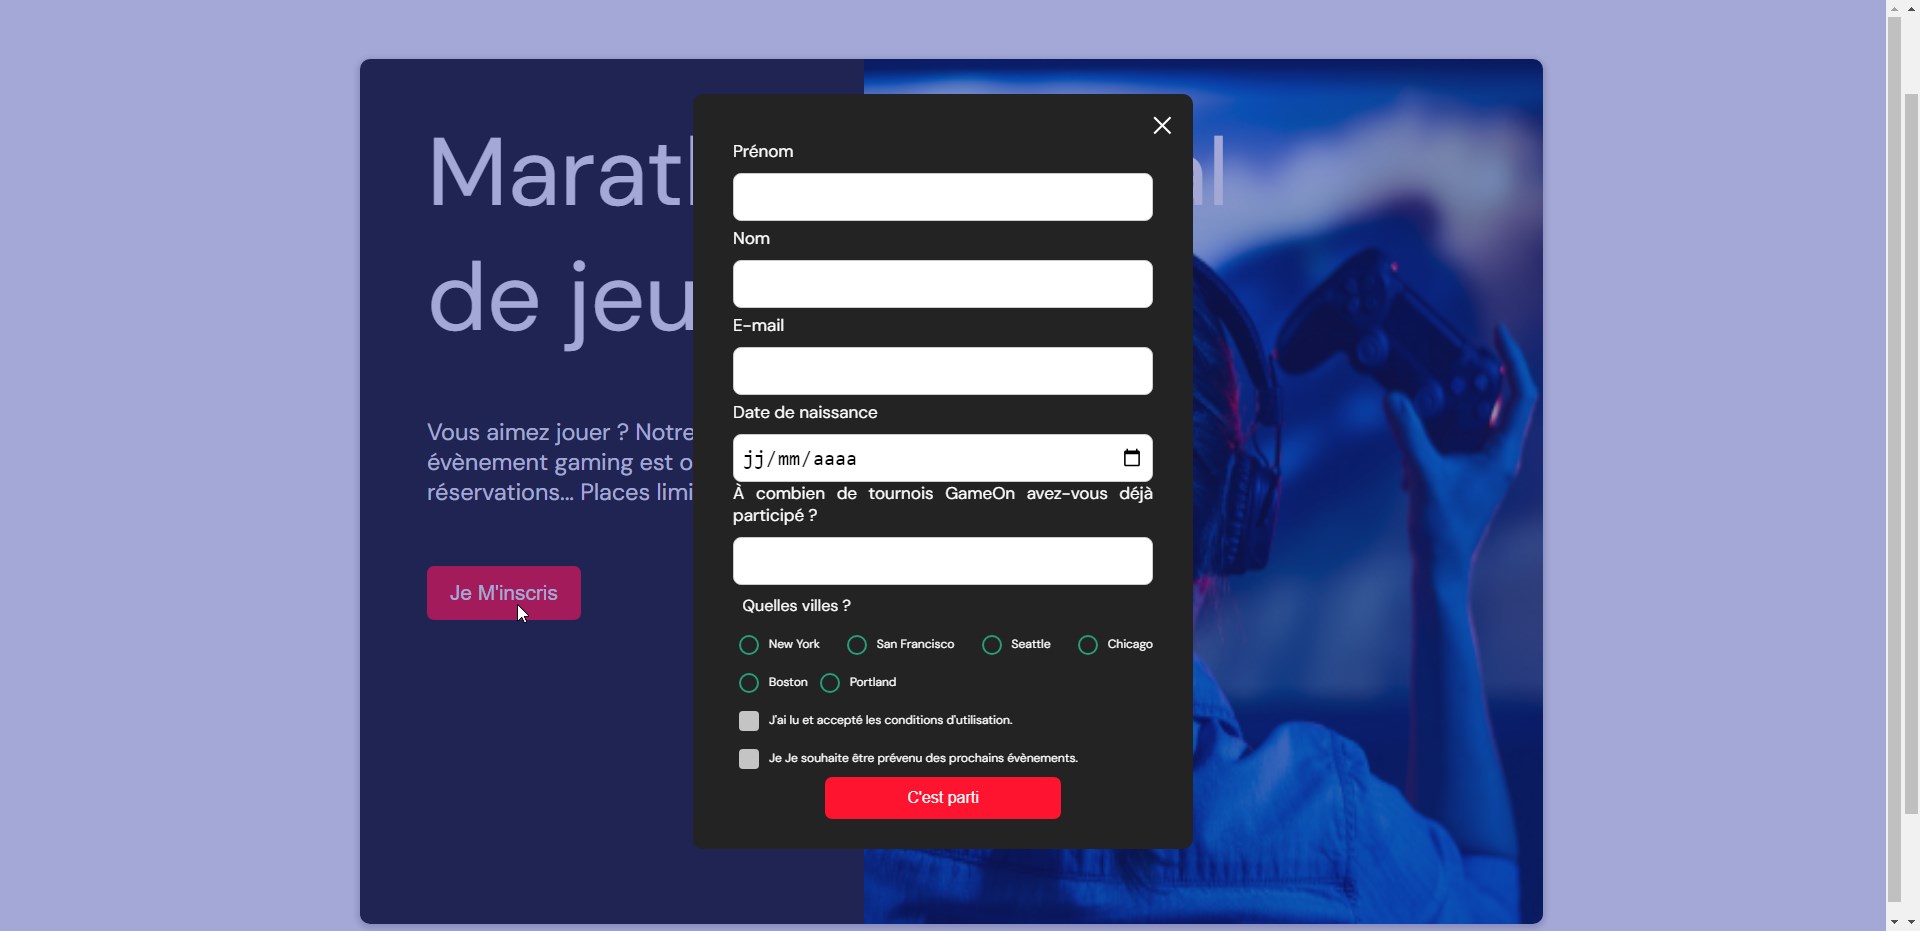 Marat
l
de jeu
Vous aimez jouer ? Notre
évènement gaming est o
réservations... Places limi
Je M'inscris
Prénom
Nom
E-mail
Date de naissance
jj/mm/aaaa
À combien de tournois GameOn avez-vous déjà
participé ?
Quelles villes ?
New York San Francisco Seattle Chicago
Boston Portland
J'ai lu et accepté les conditions d'utilisation.
Je Je souhaite être prévenu des prochains évènements.
C'est parti